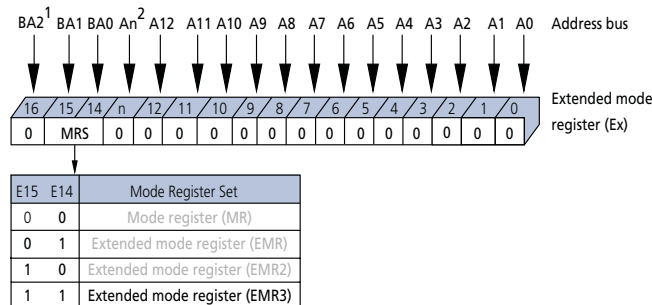 BA2¹ BA1 BA0 An² A12 A11 A10 A9 A8 A7 A6 A5 A4 A3 A2 A1 A0 Address bus
16 15 14 n 12 11 10 9 8 7 6 5 4 3 2 1 0 Extended mode
register (Ex)
0 MRS 0 0 0 0 0 0 0 0 0 0 0 0 0 0
E15 E14 Mode Register Set
0 0 Mode register (MR)
0 1 Extended mode register (EMR)
1 0 Extended mode register (EMR2)
1 1 Extended mode register (EMR3)